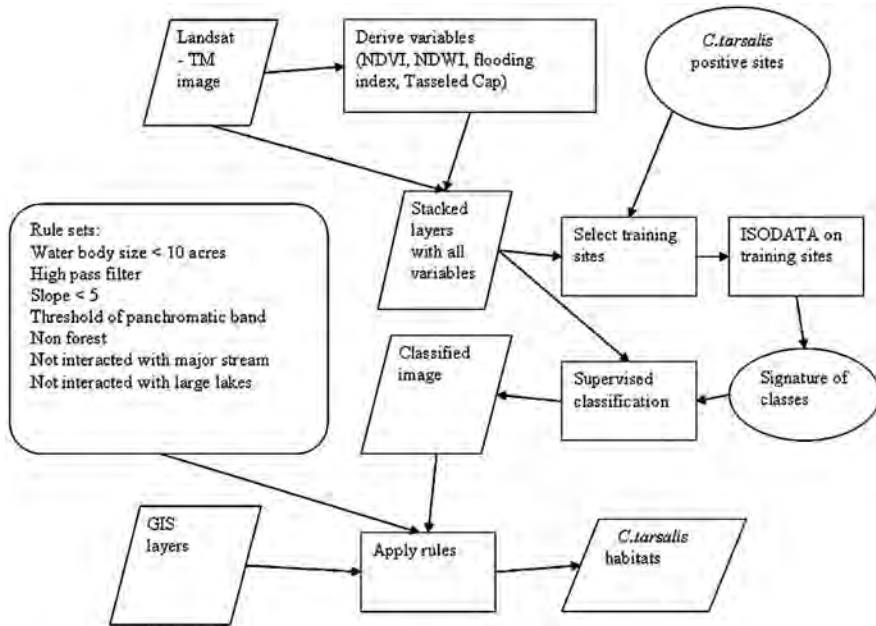 Landsat
- TM
image
Derive variables
(NDVI, NDWI, flooding
index, Tasseled Cap)
C.tarsalis
positive sites
Rule sets:
Water body size < 10 acres
High pass filter
Slope < 5
Threshold of panchromatic band
Non forest
Not interacted with major stream
Not interacted with large lakes
Stacked
layers
with all
variables
Select training
sites
ISODATA on
training sites
Classified
image
Supervised
classification
Signature of
classes
GIS
layers
Apply rules
C.tarsalis
habitats